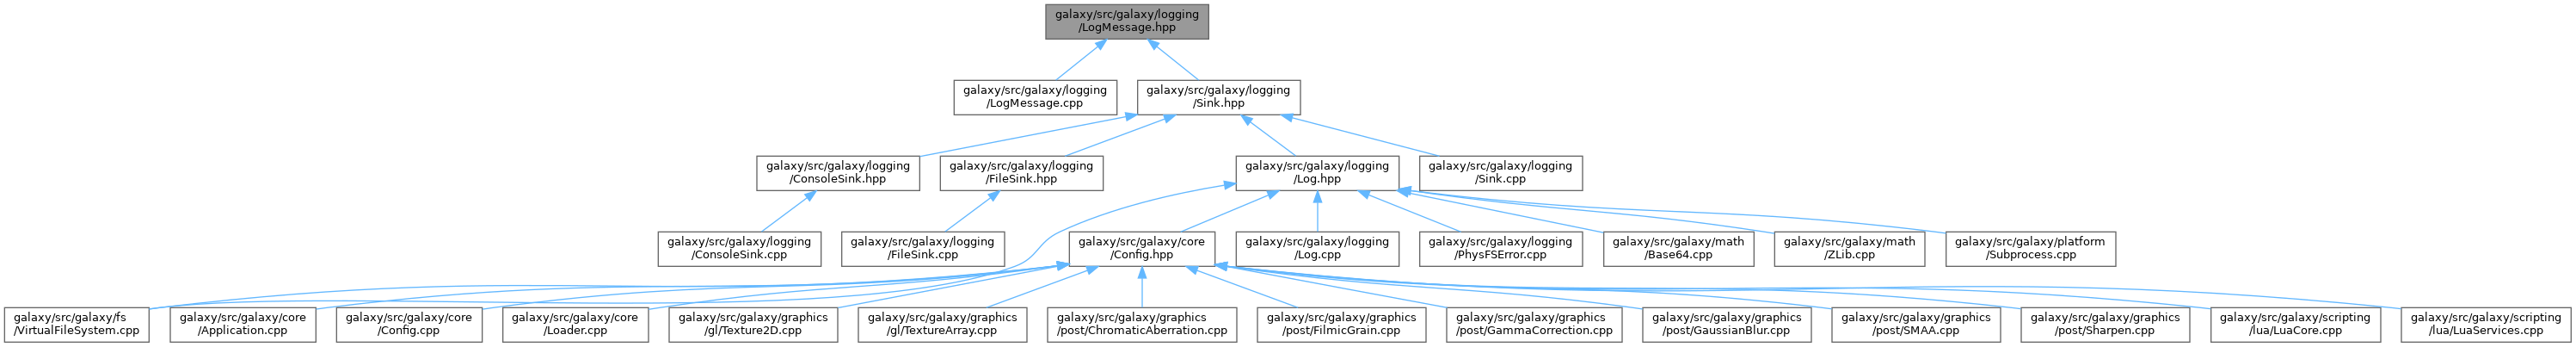 galaxy/src/galaxy/logging
/LogMessage.hpp
galaxy/src/galaxy/logging
/LogMessage.cpp
galaxy/src/galaxy/logging
/Sink.hpp
galaxy/src/galaxy/logging
/ConsoleSink.hpp
galaxy/src/galaxy/logging
/FileSink.hpp
galaxy/src/galaxy/logging
/Log.hpp
galaxy/src/galaxy/logging
/Sink.cpp
galaxy/src/galaxy/logging
/ConsoleSink.cpp
galaxy/src/galaxy/logging
/FileSink.cpp
galaxy/src/galaxy/core
/Config.hpp
galaxy/src/galaxy/logging
/Log.cpp
galaxy/src/galaxy/logging
/PhysFSError.cpp
galaxy/src/galaxy/math
/Base64.cpp
galaxy/src/galaxy/math
/ZLib.cpp
galaxy/src/galaxy/platform
/Subprocess.cpp
galaxy/src/galaxy/fs
/VirtualFileSystem.cpp
galaxy/src/galaxy/core
/Application.cpp
galaxy/src/galaxy/core
/Config.cpp
galaxy/src/galaxy/core
/Loader.cpp
galaxy/src/galaxy/graphics
/gl/Texture2D.cpp
galaxy/src/galaxy/graphics
/gl/TextureArray.cpp
galaxy/src/galaxy/graphics
/post/ChromaticAberration.cpp
galaxy/src/galaxy/graphics
/post/FilmicGrain.cpp
galaxy/src/galaxy/graphics
/post/GammaCorrection.cpp
galaxy/src/galaxy/graphics
/post/GaussianBlur.cpp
galaxy/src/galaxy/graphics
/post/SMAA.cpp
galaxy/src/galaxy/graphics
/post/Sharpen.cpp
galaxy/src/galaxy/scripting
/lua/LuaCore.cpp
galaxy/src/galaxy/scripting
/lua/LuaServices.cpp